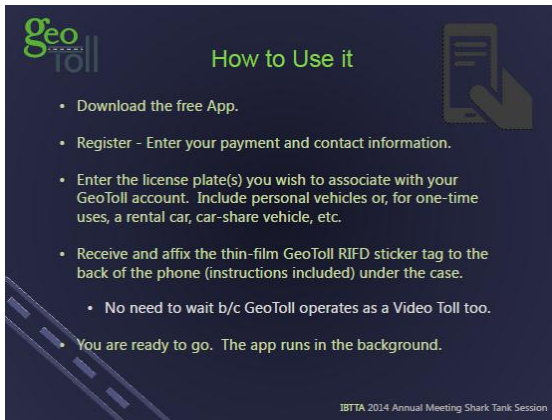 geo
Toll
How to Use it
• Download the free App.
• Register - Enter your payment and contact information.
• Enter the license plate(s) you wish to associate with your
GeoToll account. Include personal vehicles or, for one-time
uses, a rental car, car-share vehicle, etc.
• Receive and affix the thin-film GeoToll RIFD sticker tag to the
back of the phone (instructions included) under the case.
• No need to wait b/c GeoToll operates as a Video Toll too.
• You are ready to go. The app runs in the background.
IBTTA 2014 Annual Meeting Shark Tank Session